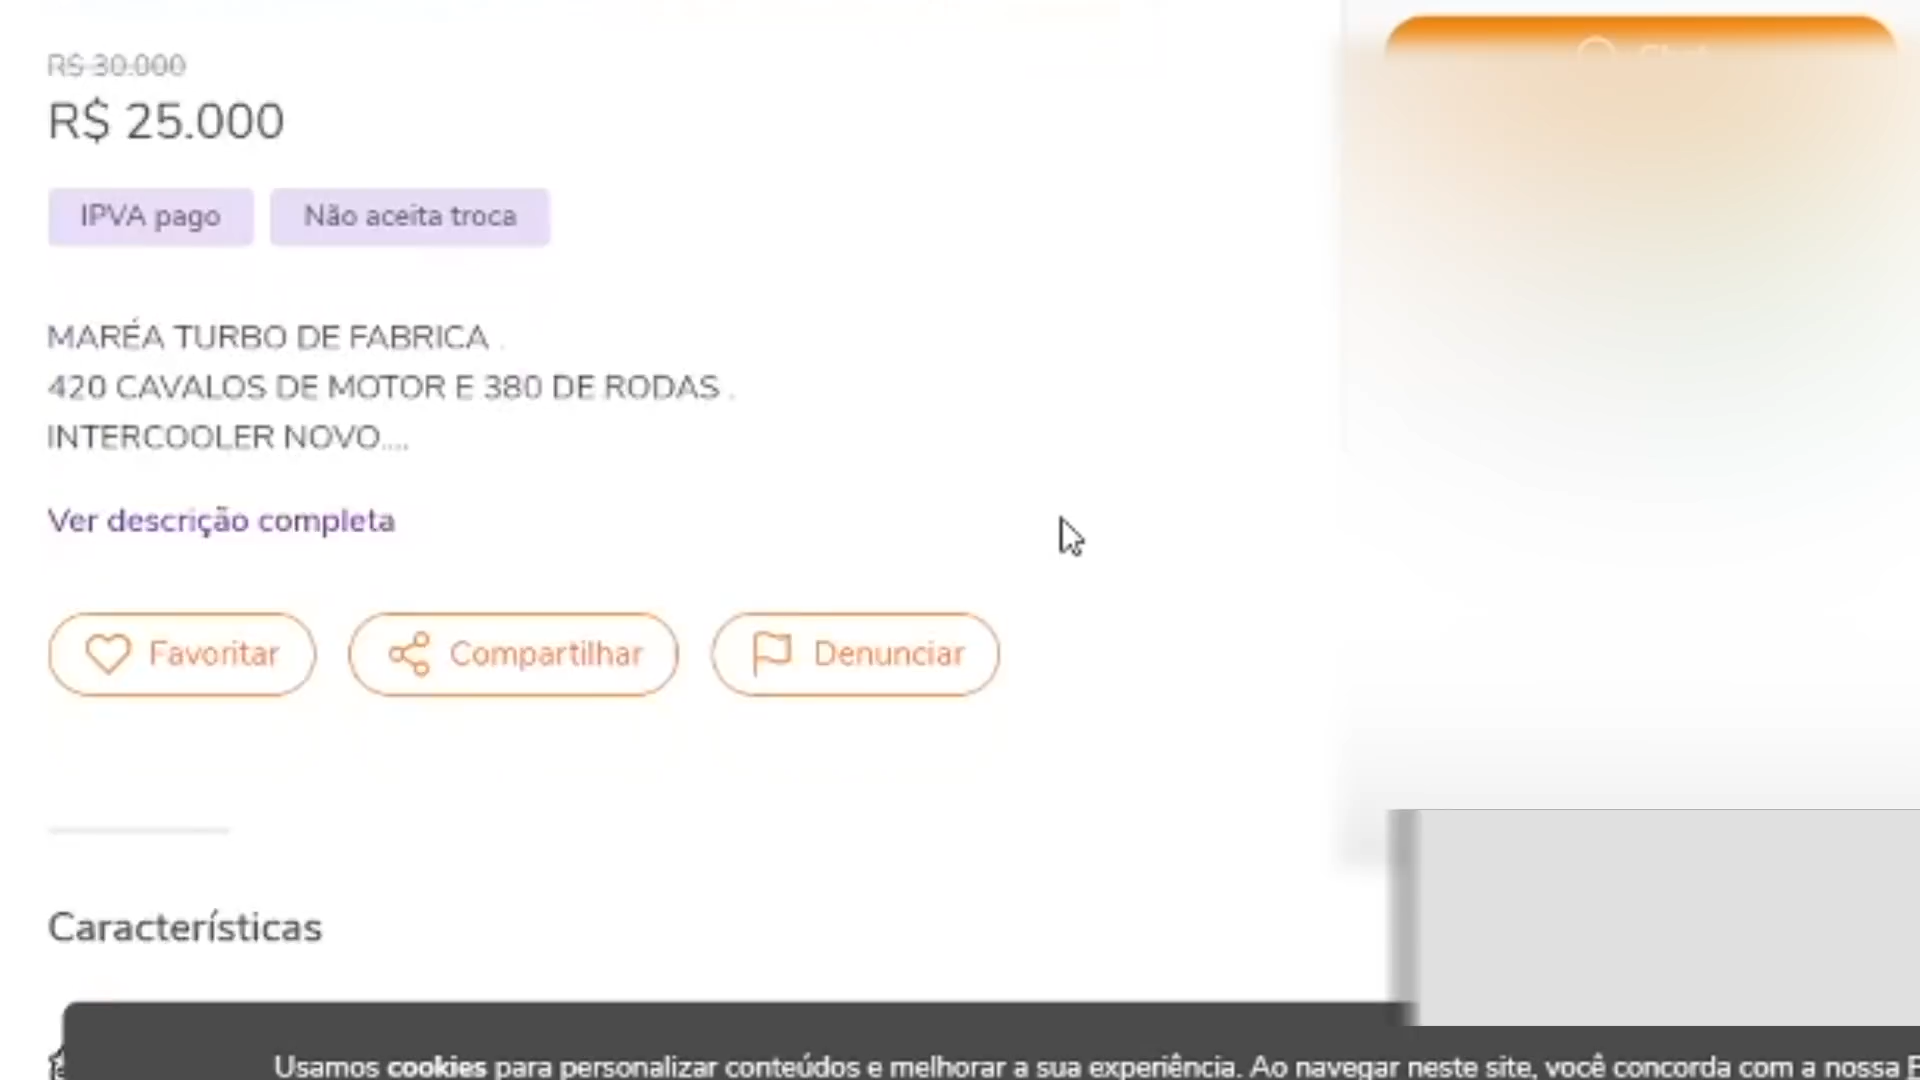 R$ 30.000
R$ 25.000
IPVA pago
Não aceita troca
MARÉA TURBO DE FABRICA .
420 CAVALOS DE MOTOR E 380 DE RODAS .
INTERCOOLER NOVO....
Ver descrição completa
Favoritar
Compartilhar
Denunciar
Características
Usamos cookies para personalizar conteúdos e melhorar a sua experiência. Ao navegar neste site, você concorda com a nossa